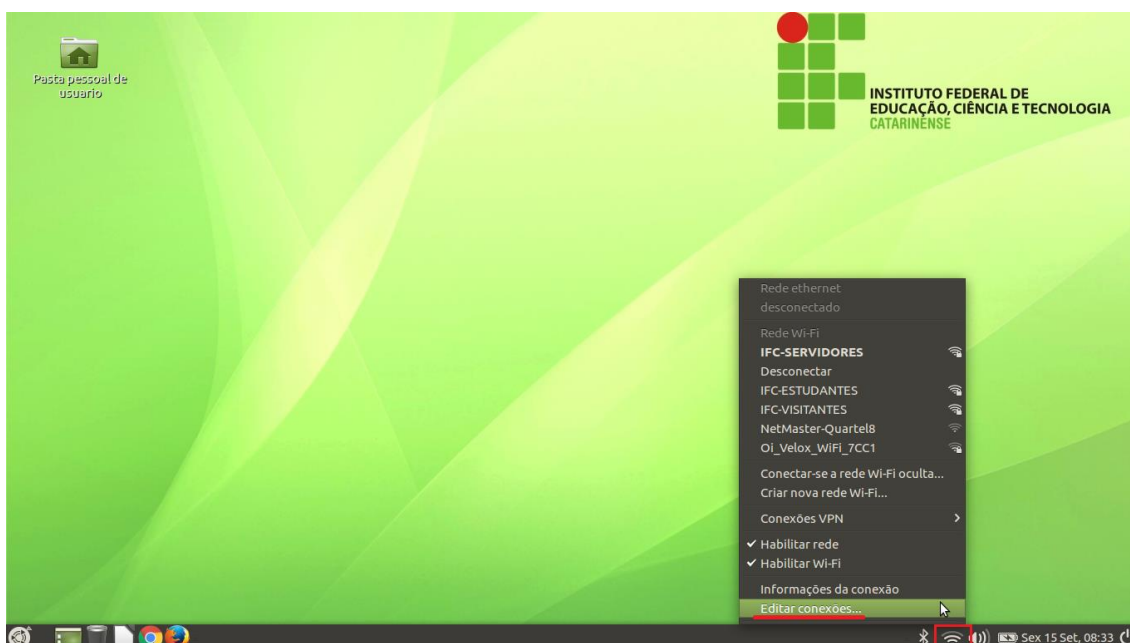 Pasta pessoal de
usuario
INSTITUTO FEDERAL DE
EDUCAÇÃO, CIÊNCIA E TECNOLOGIA
CATARINENSE
Rede ethernet
desconectado
Rede Wi-Fi
IFC-SERVIDORES
Desconectar
IFC-ESTUDANTES
IFC-VISITANTES
NetMaster-Quartel8
Oi_Velox_WiFi_7CC1
Conectar-se a rede Wi-Fi oculta...
Criar nova rede Wi-Fi...
Conexões VPN
Habilitar rede
Habilitar Wi-Fi
Informações da conexão
Editar conexões...
Sex 15 Set, 08:33